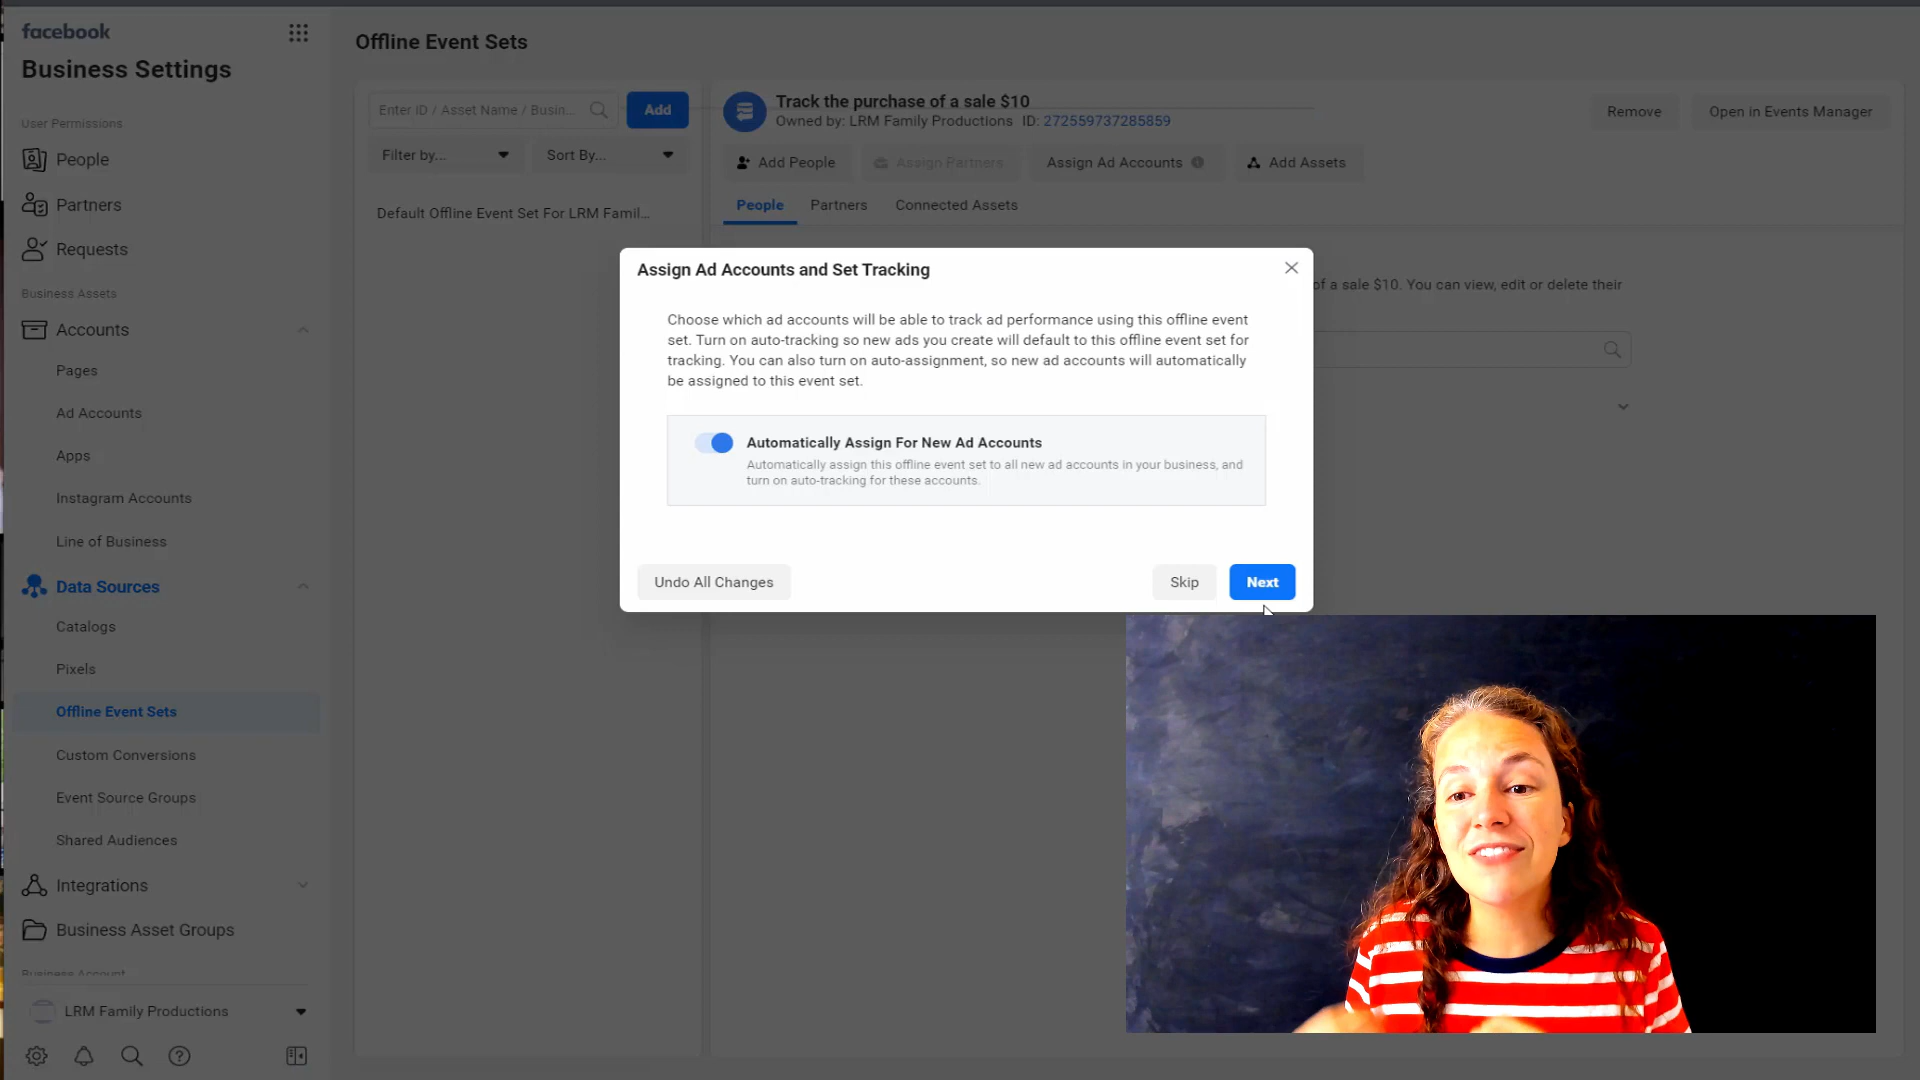 facebook
Business Settings
User Permissions
People
Partners
Requests
Business Assets
Accounts
Pages
Ad Accounts
Apps
Instagram Accounts
Line of Business
Data Sources
Catalogs
Pixels
Offline Event Sets
Custom Conversions
Event Source Groups
Shared Audiences
Integrations
Business Asset Groups
Business Account
LRM Family Productions
Offline Event Sets
Enter ID / Asset Name / Busin...
Add
Filter by...
Sort By...
Default Offline Event Set For LRM Famil...
Track the purchase of a sale $10
Owned by: LRM Family Productions ID: 272559737285859
Remove
Open in Events Manager
Add People
Assign Partners
Assign Ad Accounts
Add Assets
People
Partners
Connected Assets
of a sale $10. You can view, edit or delete their
Assign Ad Accounts and Set Tracking
Choose which ad accounts will be able to track ad performance using this offline event
set. Turn on auto-tracking so new ads you create will default to this offline event set for
tracking. You can also turn on auto-assignment, so new ad accounts will automatically
be assigned to this event set.
Automatically Assign For New Ad Accounts
Automatically assign this offline event set to all new ad accounts in your business, and
turn on auto-tracking for these accounts.
Undo All Changes
Skip
Next